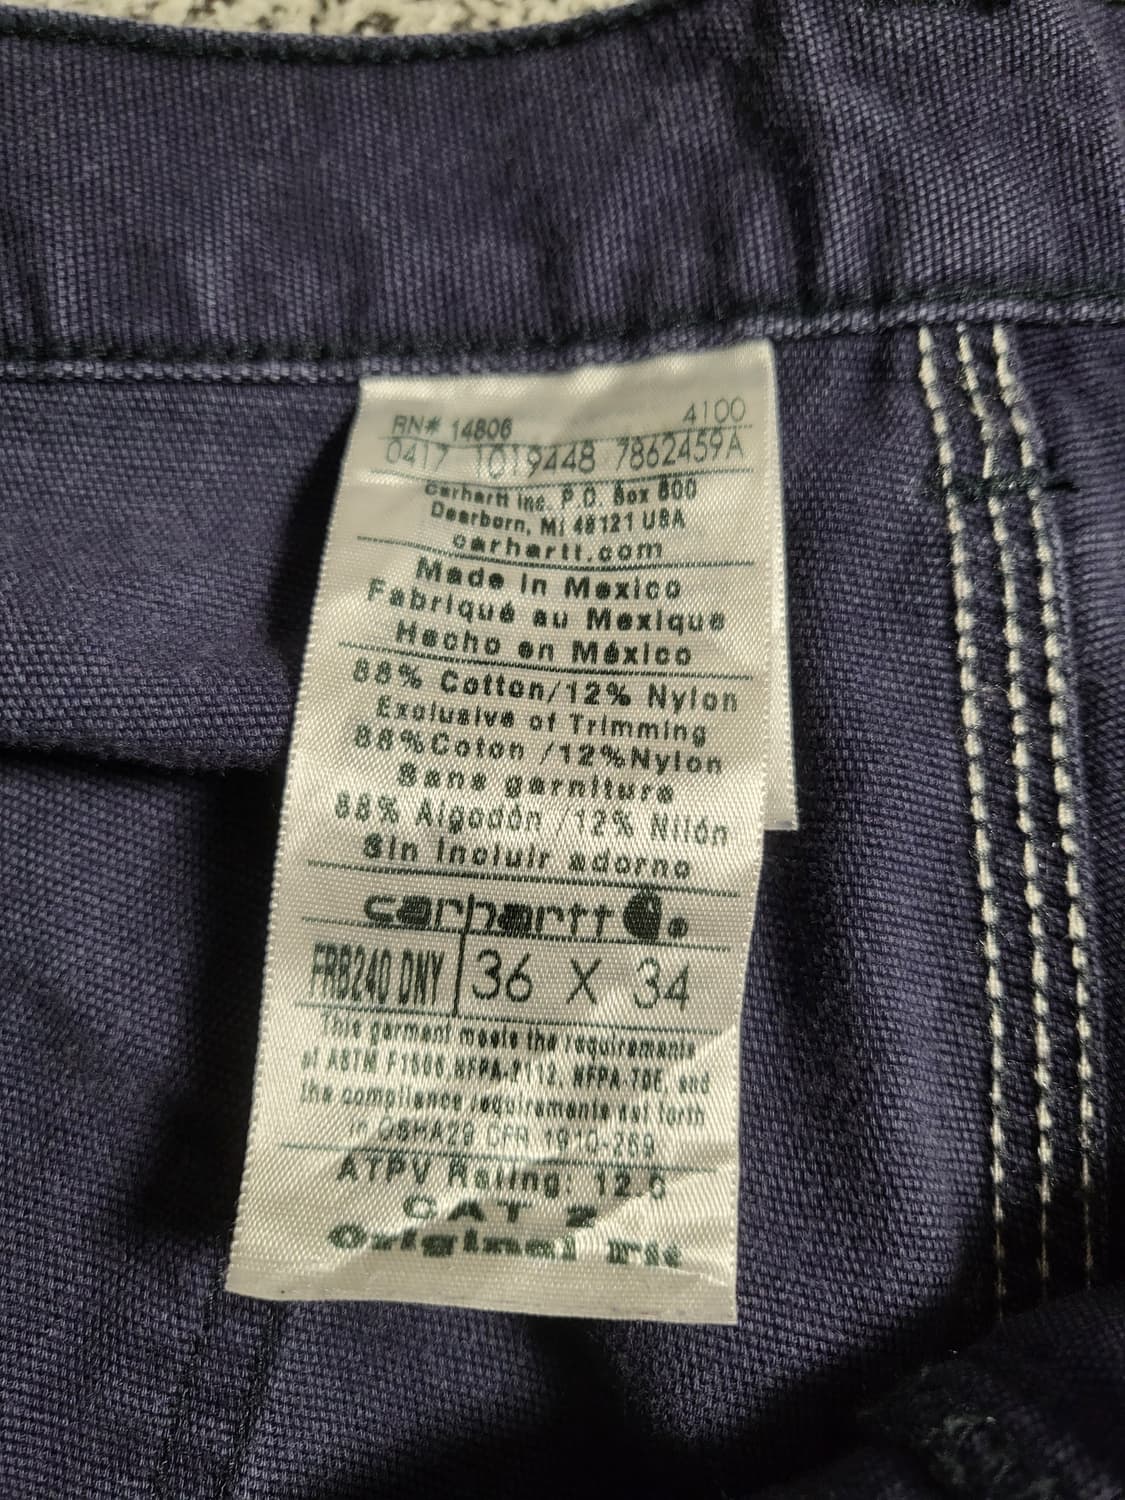 RN# 14806 4100
0417 1019448 7862459A
Carhartt Inc. P.O. Box 600
Dearborn, MI 48121 USA
carhartt.com
Made in Mexico
Fabriqué au Mexique
Hecho en México
88% Cotton/12% Nylon
Exclusive of Trimming
88%Coton /12%Nylon
Sans garniture
88% Algodón /12% Nilón
Sin incluir adorno
carhartt
FRB240 DNY 36 X 34
This garment meets the requirements
of ASTM F1506, NFPA-2112, NFPA-70E, and
the compliance requirements set forth
in OSHA29 CFR 1910-269
ATPV Rating: 12.6
CAT 2
Original Fit